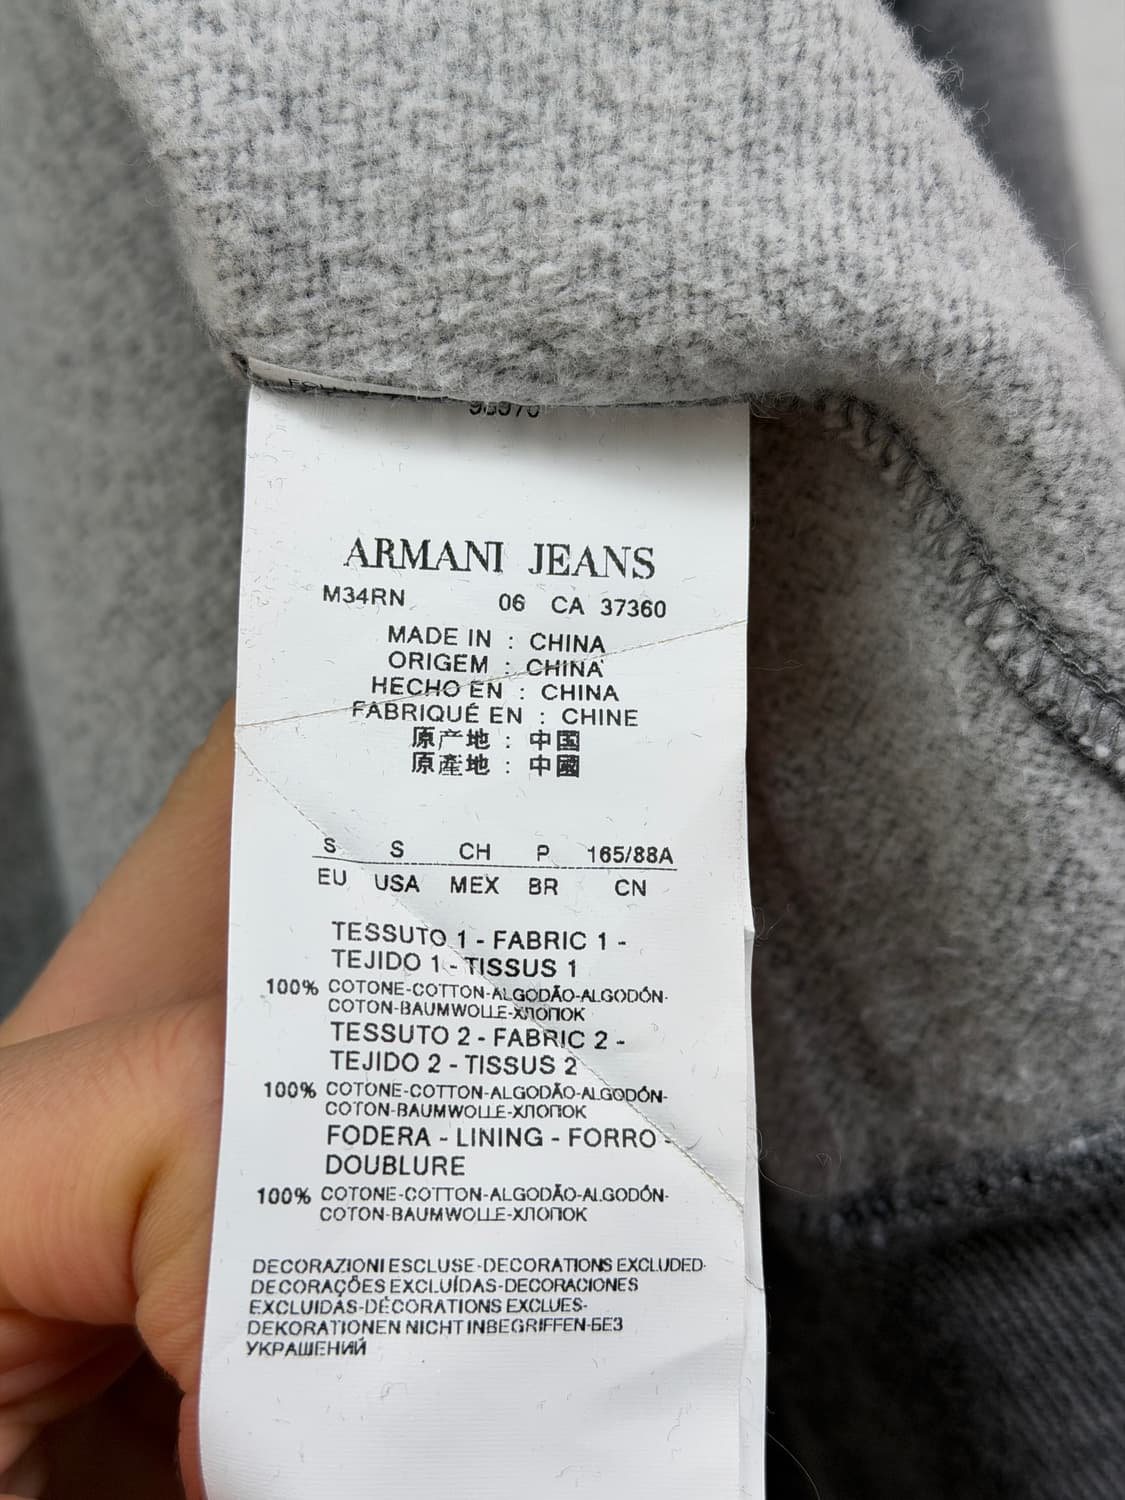 ARMANI JEANS
M34RN 06 CA 37360
MADE IN : CHINA
ORIGEM : CHINA
HECHO EN : CHINA
FABRIQUÉ EN : CHINE
原产地 : 中国
原產地 : 中國
S S CH P 165/88A
EU USA MEX BR CN
TESSUTO 1 - FABRIC 1 -
TEJIDO 1 - TISSUS 1
100% COTONE-COTTON-ALGODÃO-ALGODÓN-
COTON-BAUMWOLLE-ХЛОПОК
TESSUTO 2 - FABRIC 2 -
TEJIDO 2 - TISSUS 2
100% COTONE-COTTON-ALGODÃO-ALGODÓN-
COTON-BAUMWOLLE-ХЛОПОК
FODERA - LINING - FORRO -
DOUBLURE
100% COTONE-COTTON-ALGODÃO-ALGODÓN-
COTON-BAUMWOLLE-ХЛОПОК
DECORAZIONI ESCLUSE-DECORATIONS EXCLUDED-
DECORAÇÕES EXCLUÍDAS-DECORACIONES
EXCLUIDAS-DÉCORATIONS EXCLUES-
DEKORATIONEN NICHT INBEGRIFFEN-БЕЗ
УКРАШЕНИЙ